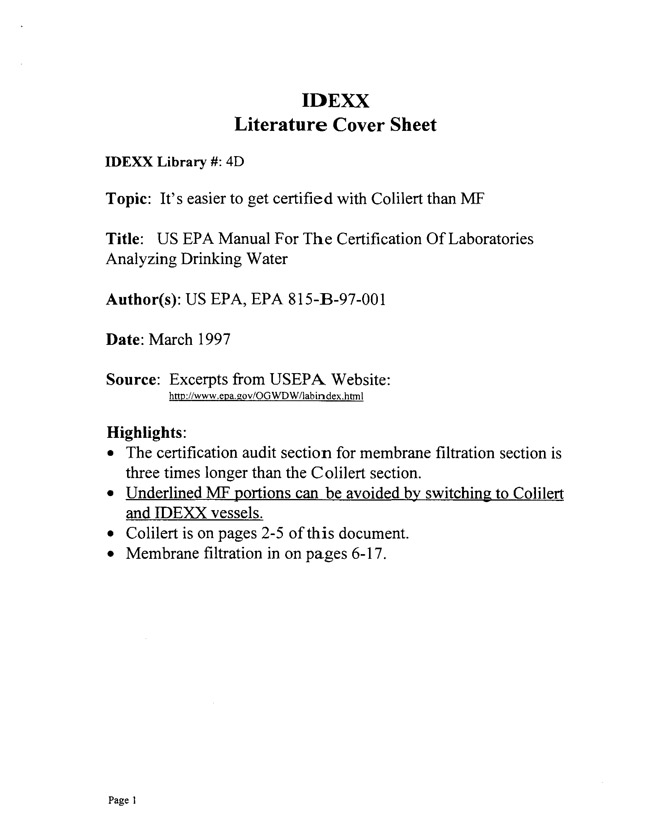 IDEXX
Literature Cover Sheet
IDEXX Library #: 4D
Topic: It's easier to get certified with Colilert than MF
Title: US EPA Manual For The Certification Of Laboratories
Analyzing Drinking Water
Author(s): US EPA, EPA 815-B-97-001
Date: March 1997
Source: Excerpts from USEPA Website:
http://www.epa.gov/OGWDW/labindex.html
Highlights:
• The certification audit section for membrane filtration section is
three times longer than the Colilert section.
• Underlined MF portions can be avoided by switching to Colilert
and IDEXX vessels.
• Colilert is on pages 2-5 of this document.
• Membrane filtration in on pages 6-17.
Page 1